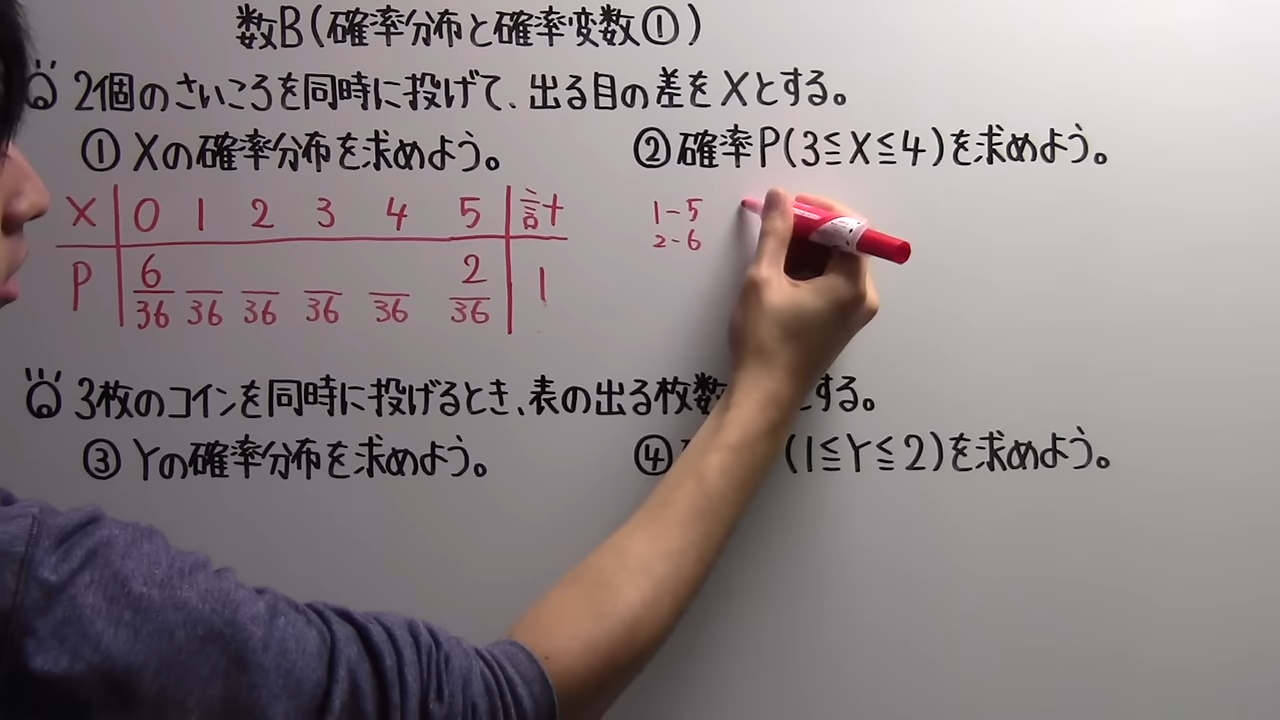 数B(確率分布と確率変数①)
Q 2個のさいころを同時に投げて、出る目の差をXとする。
① Xの確率分布を求めよう。
② 確率P(3≦X≦4)を求めよう。
X 0 1 2 3 4 5 計
P 6/36 /36 /36 /36 /36 2/36 1
1-5
2-6
Q 3枚のコインを同時に投げるとき、表の出る枚数 とする。
③ Yの確率分布を求めよう。
④ (1≦Y≦2)を求めよう。